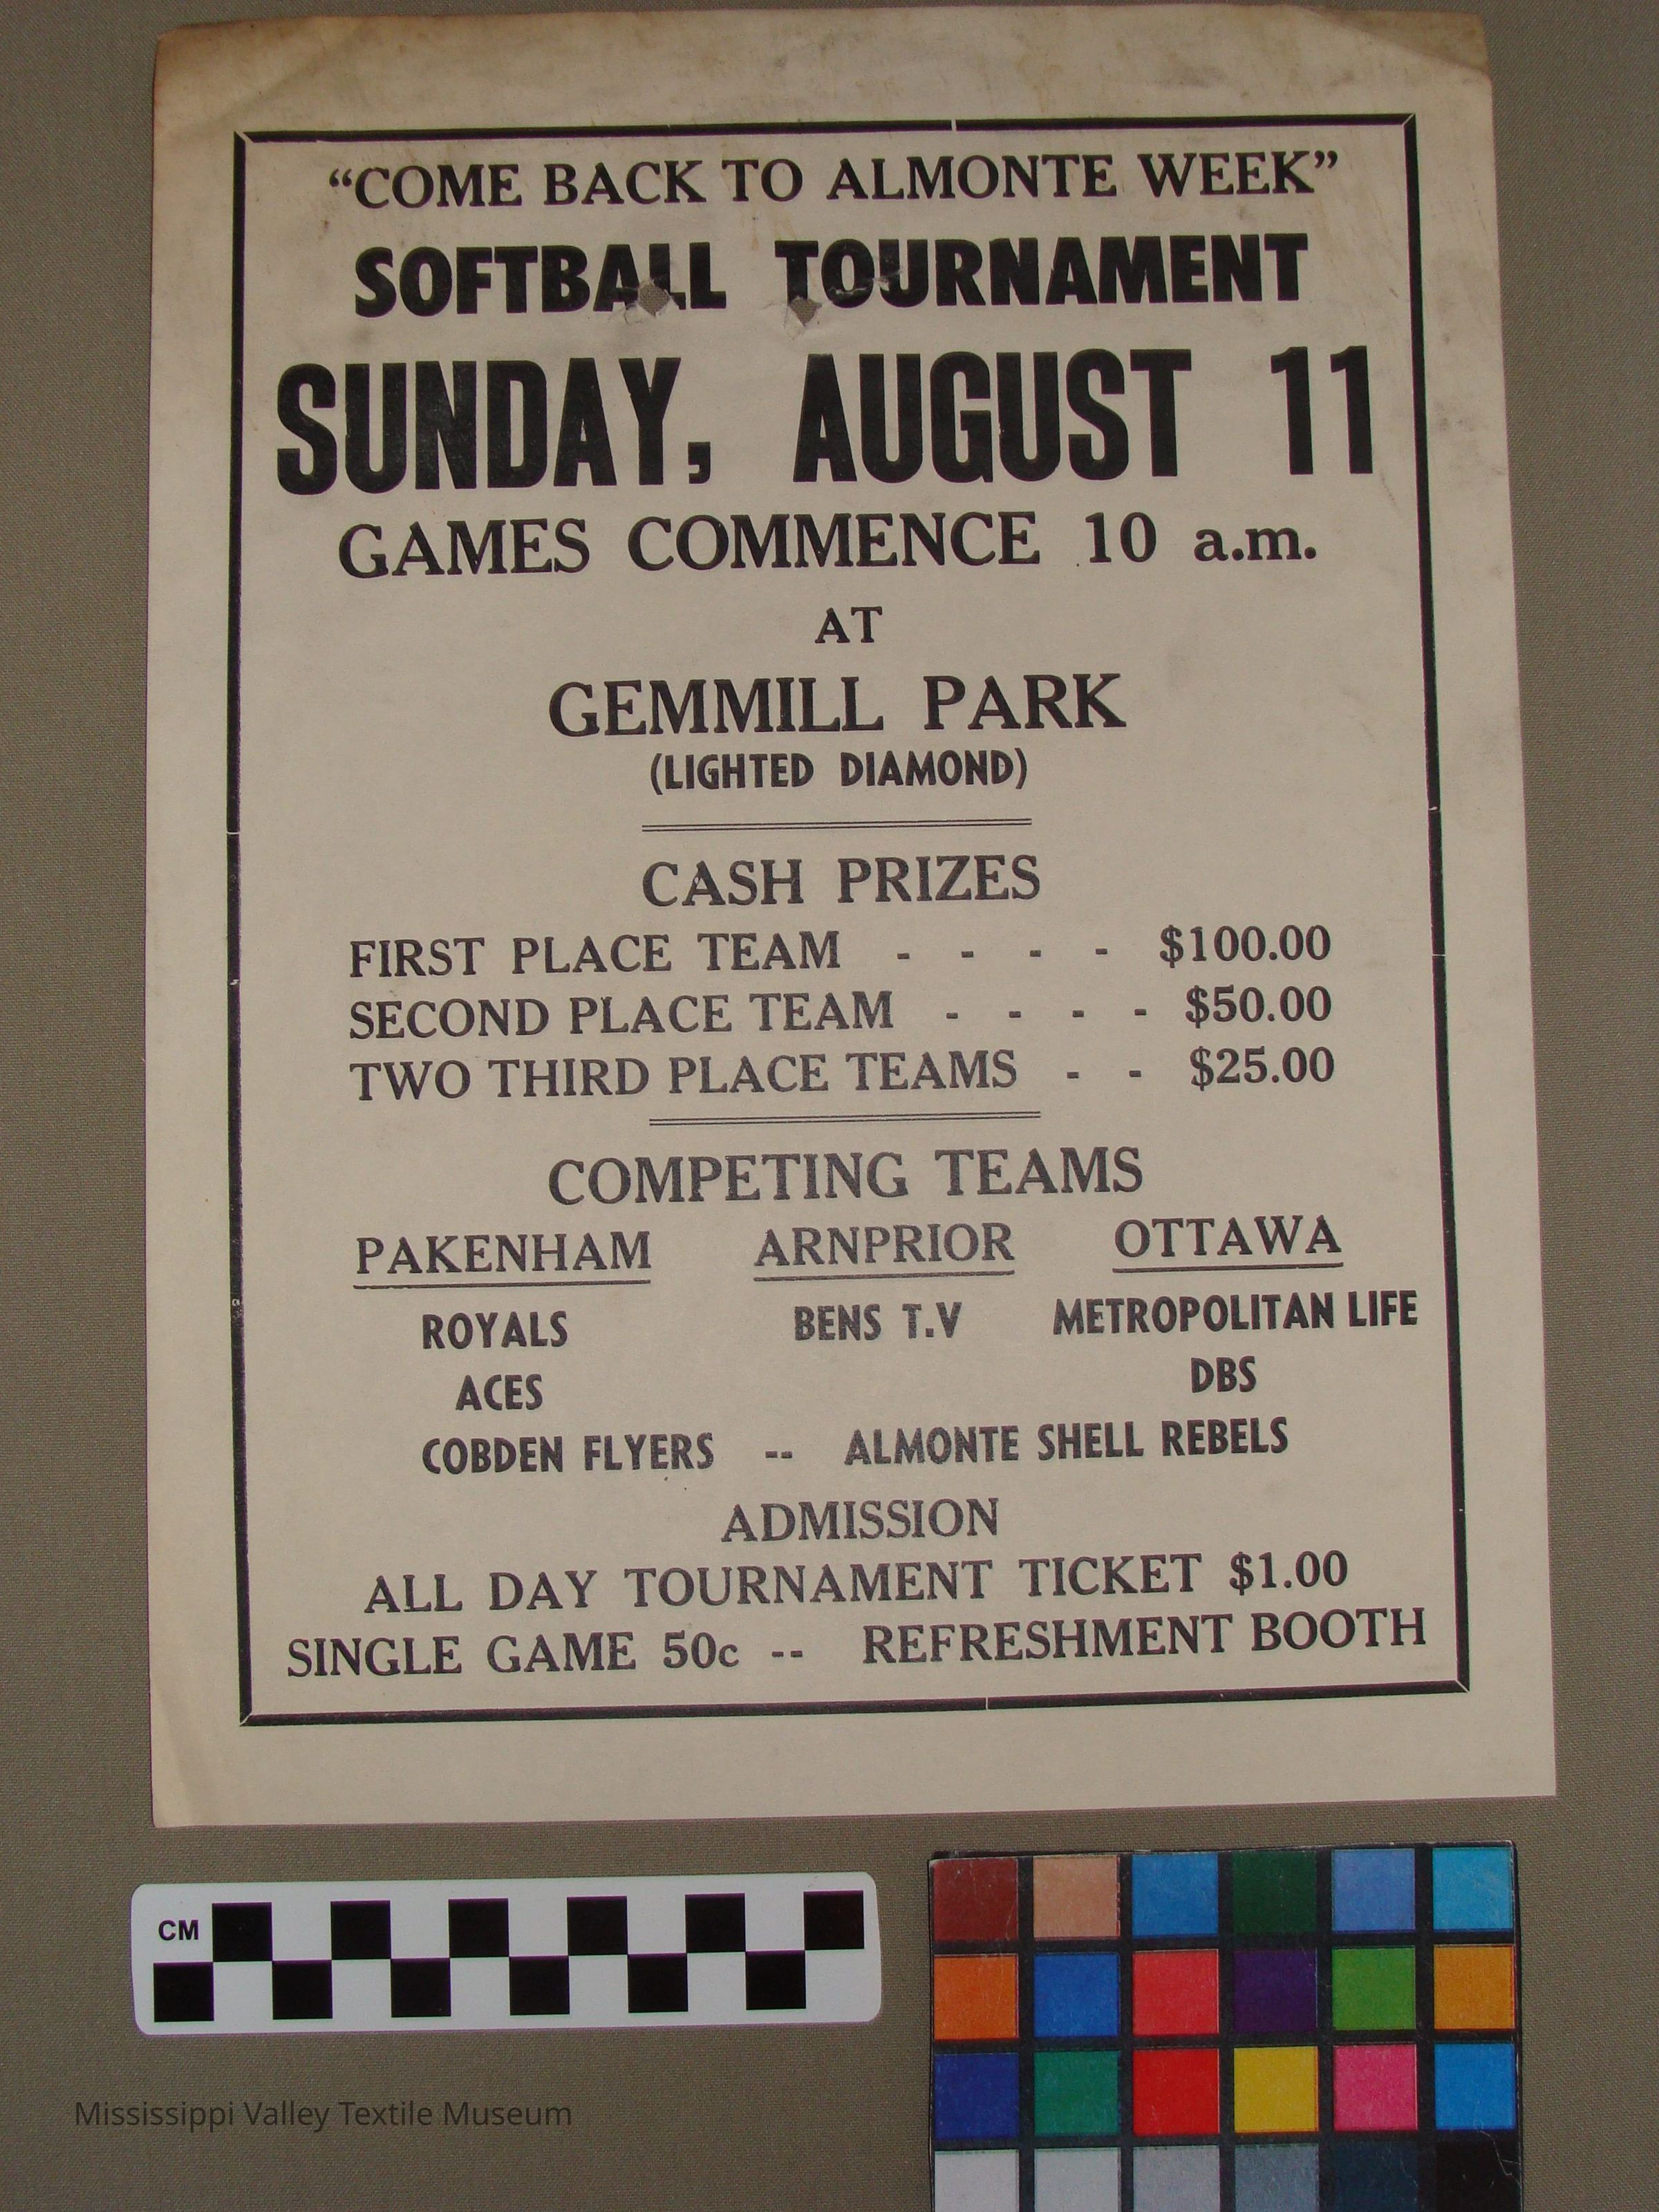 “COME BACK TO ALMONTE WEEK”
SOFTBALL TOURNAMENT
SUNDAY, AUGUST 11
GAMES COMMENCE 10 a.m.
AT
GEMMILL PARK
(LIGHTED DIAMOND)
CASH PRIZES
FIRST PLACE TEAM - - - - $100.00
SECOND PLACE TEAM - - - - $50.00
TWO THIRD PLACE TEAMS - - $25.00
COMPETING TEAMS
PAKENHAM ARNPRIOR OTTAWA
ROYALS BENS T.V METROPOLITAN LIFE
ACES DBS
COBDEN FLYERS -- ALMONTE SHELL REBELS
ADMISSION
ALL DAY TOURNAMENT TICKET $1.00
SINGLE GAME 50c -- REFRESHMENT BOOTH
CM
Mississippi Valley Textile Museum